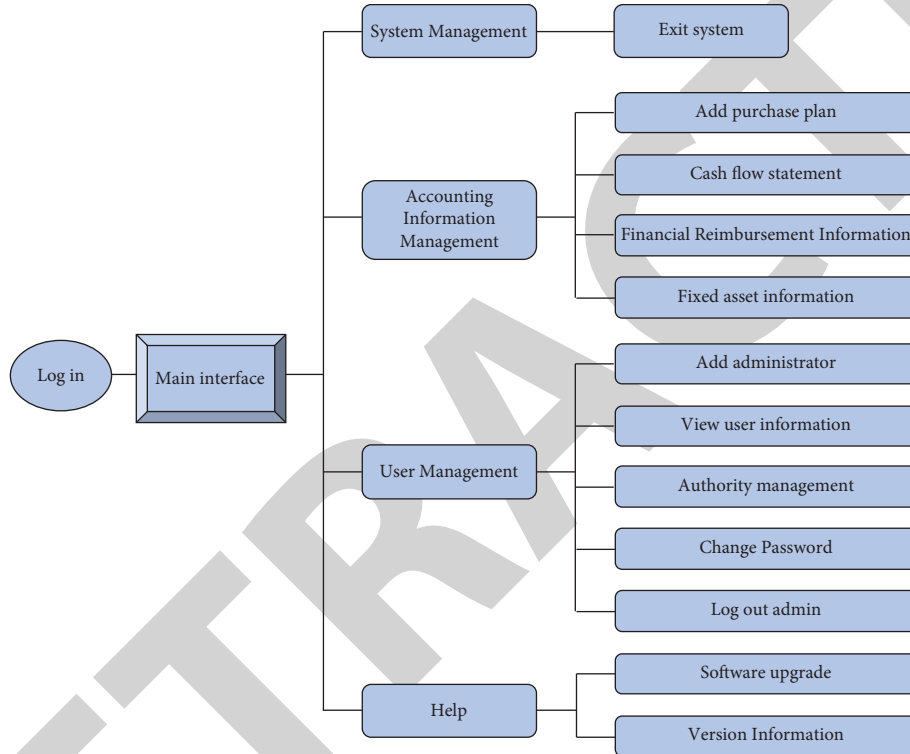 Log in
Main interface
System Management
Exit system
Accounting
Information
Management
Add purchase plan
Cash flow statement
Financial Reimbursement Information
Fixed asset information
User Management
Add administrator
View user information
Authority management
Change Password
Log out admin
Help
Software upgrade
Version Information